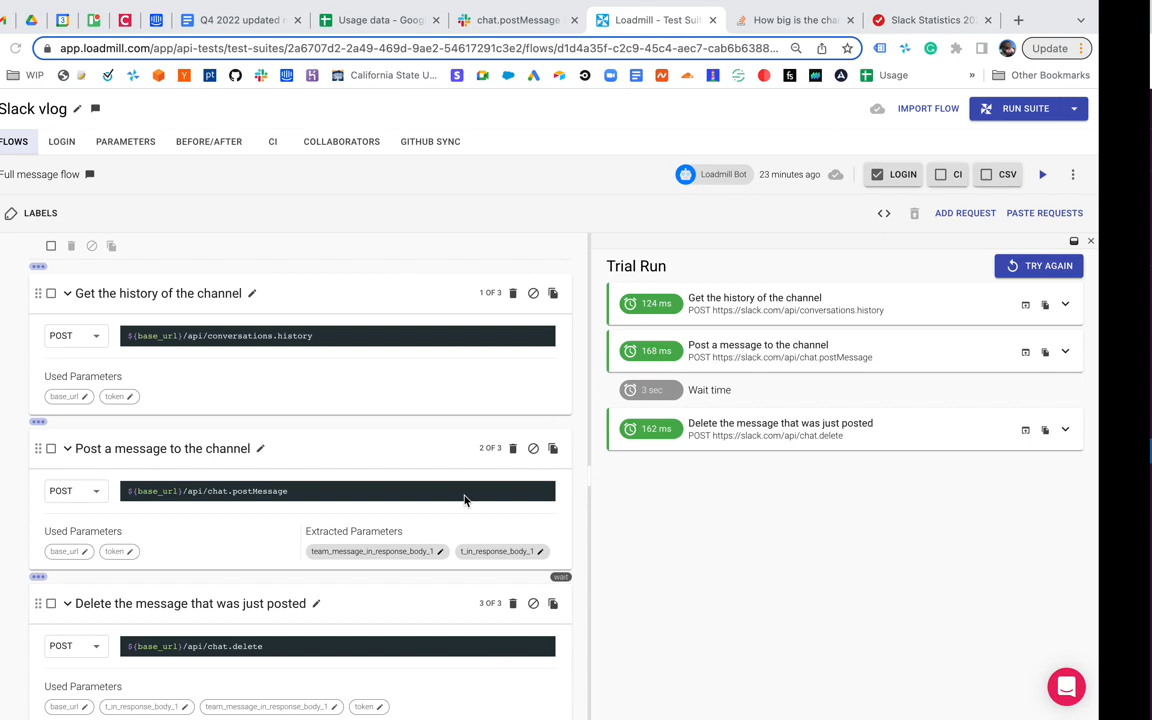 Q4 2022 updated r
Usage data - Goog
chat.postMessage
Loadmill - Test Sui
How big is the cha
Slack Statistics 20
app.loadmill.com/app/api-tests/test-suites/2a6707d2-2a49-469d-9ae2-54617291c3e2/flows/d1d4a35f-c2c9-45c4-aec7-cab6b6388...
Update
WIP
California State U...
Usage
»
Other Bookmarks
Slack vlog
IMPORT FLOW
RUN SUITE
FLOWS
LOGIN
PARAMETERS
BEFORE/AFTER
CI
COLLABORATORS
GITHUB SYNC
Full message flow
Loadmill Bot
23 minutes ago
LOGIN
CI
CSV
LABELS
ADD REQUEST
PASTE REQUESTS
Get the history of the channel
1 OF 3
POST
${base_url}/api/conversations.history
Used Parameters
base_url
token
Post a message to the channel
2 OF 3
POST
${base_url}/api/chat.postMessage
Used Parameters
base_url
token
Extracted Parameters
team_message_in_response_body_1
t_in_response_body_1
wait
Delete the message that was just posted
3 OF 3
POST
${base_url}/api/chat.delete
Used Parameters
base_url
t_in_response_body_1
team_message_in_response_body_1
token
Trial Run
TRY AGAIN
124 ms
Get the history of the channel
POST https://slack.com/api/conversations.history
168 ms
Post a message to the channel
POST https://slack.com/api/chat.postMessage
3 sec
Wait time
162 ms
Delete the message that was just posted
POST https://slack.com/api/chat.delete